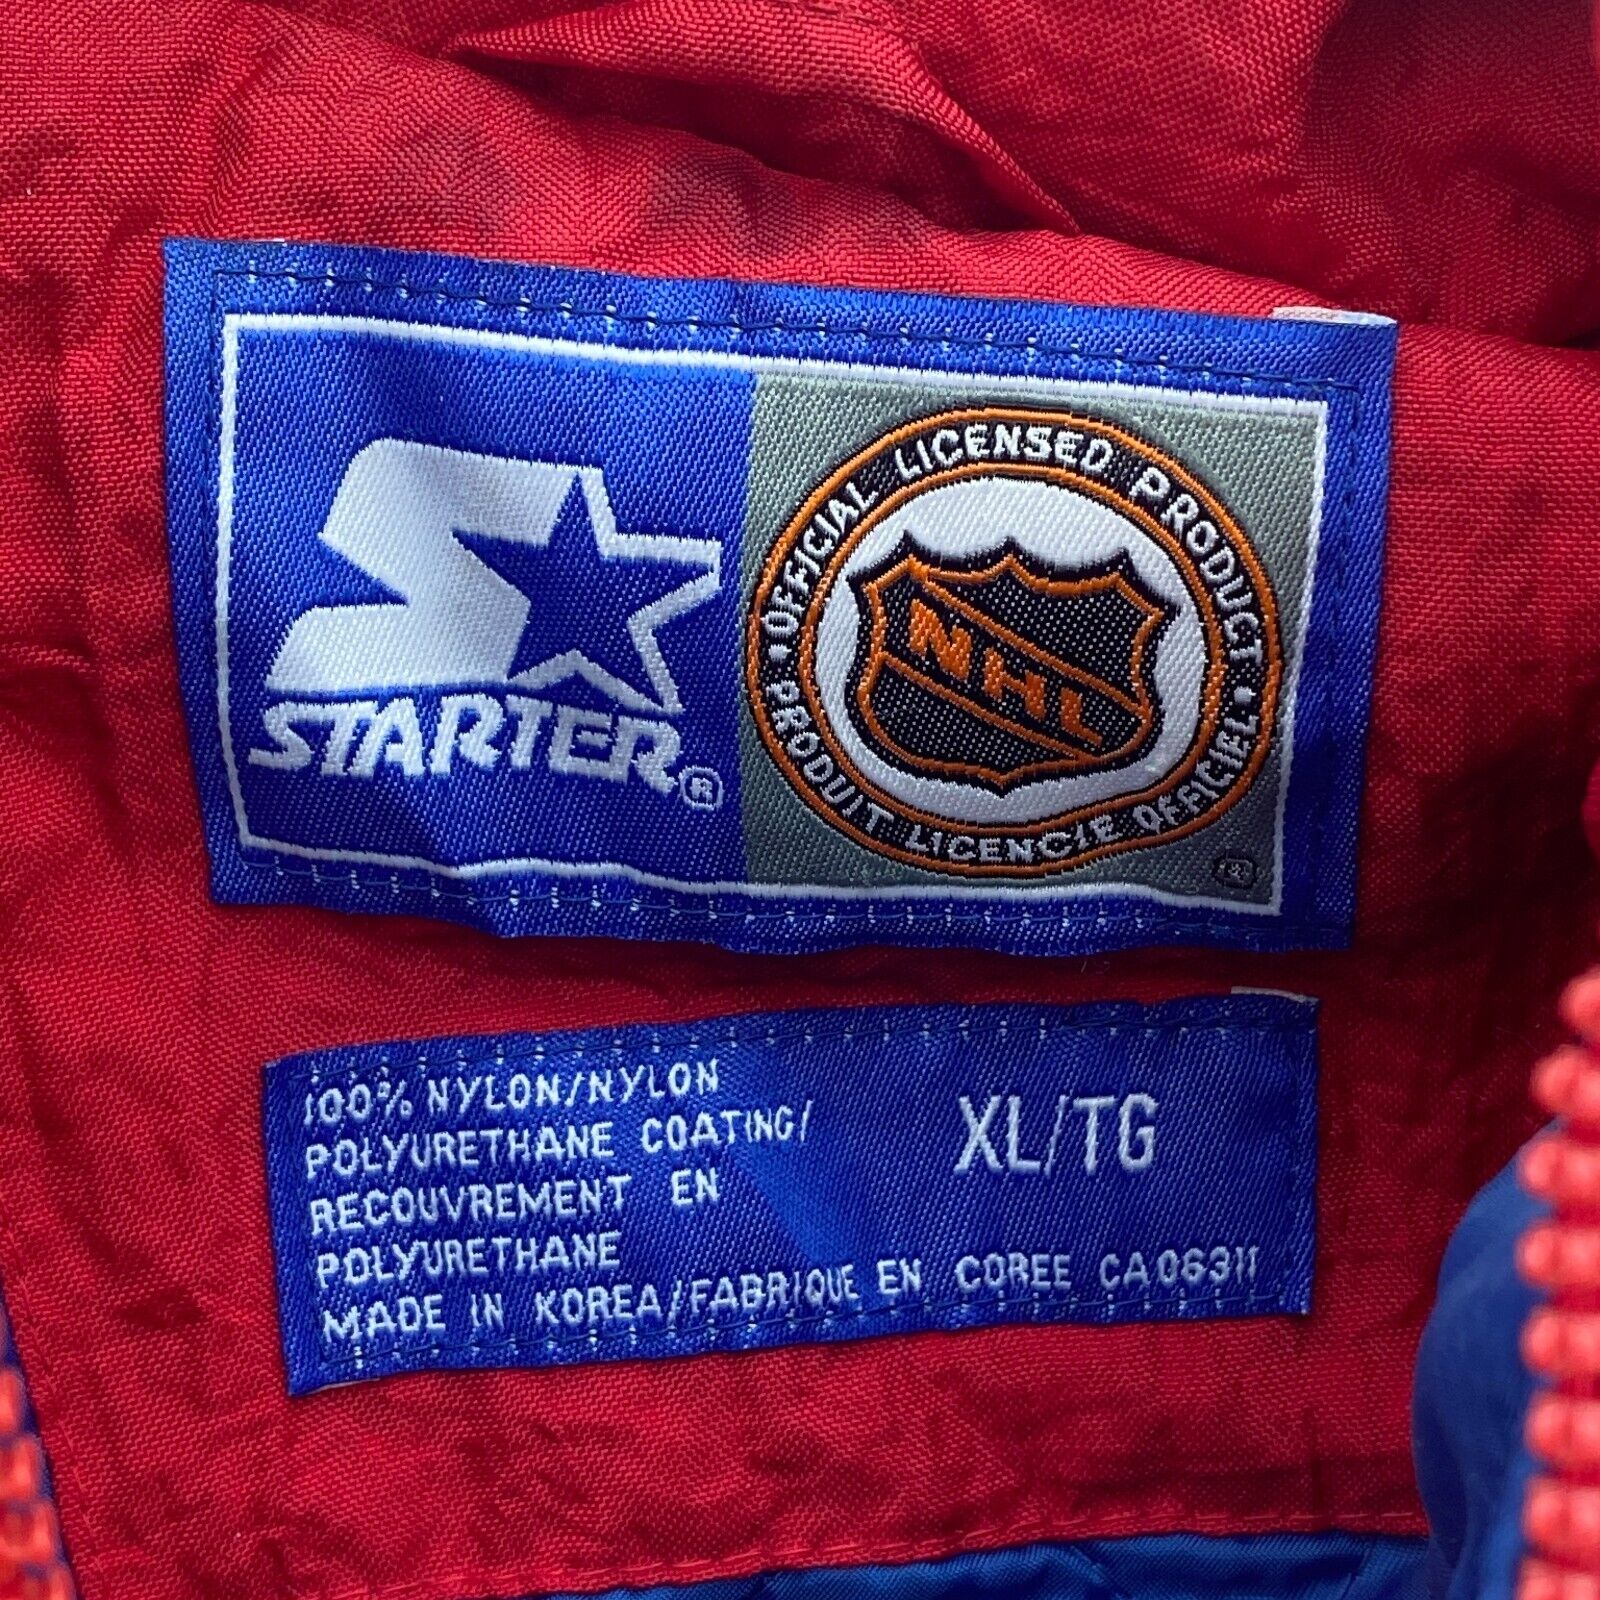 STARTER®
•OFFICIAL LICENSED PRODUCT•
PRODUIT LICENCIÉ OFFICIEL
NHL
100% NYLON/NYLON
POLYURETHANE COATING/
RECOUVREMENT EN
POLYURETHANE
XL/TG
MADE IN KOREA/FABRIQUE EN COREE CA06311